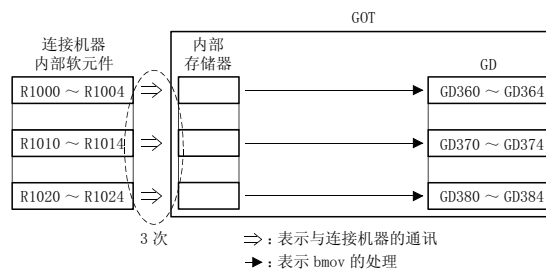 GOT
连接机器
内部软元件
内部
存储器
GD
R1000 ～ R1004
GD360 ～ GD364
R1010 ～ R1014
GD370 ～ GD374
R1020 ～ R1024
GD380 ～ GD384
3 次
⇒ : 表示与连接机器的通讯
→ : 表示 bmov 的处理